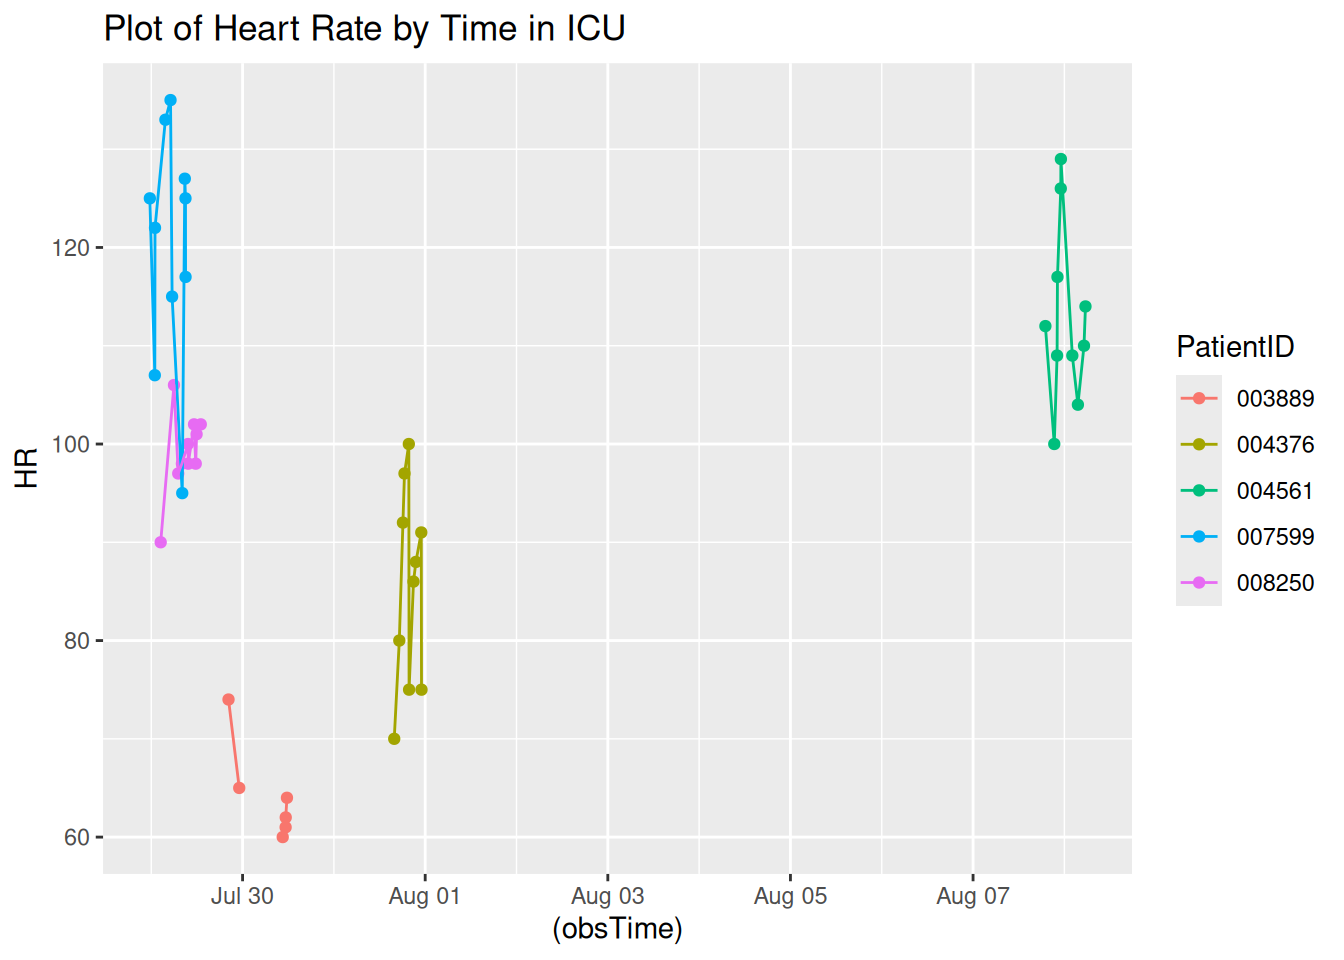 Plot of Heart Rate by Time in ICU
HR
120
100
80
60
Jul 30 Aug 01 Aug 03 Aug 05 Aug 07
(obsTime)
PatientID
003889
004376
004561
007599
008250